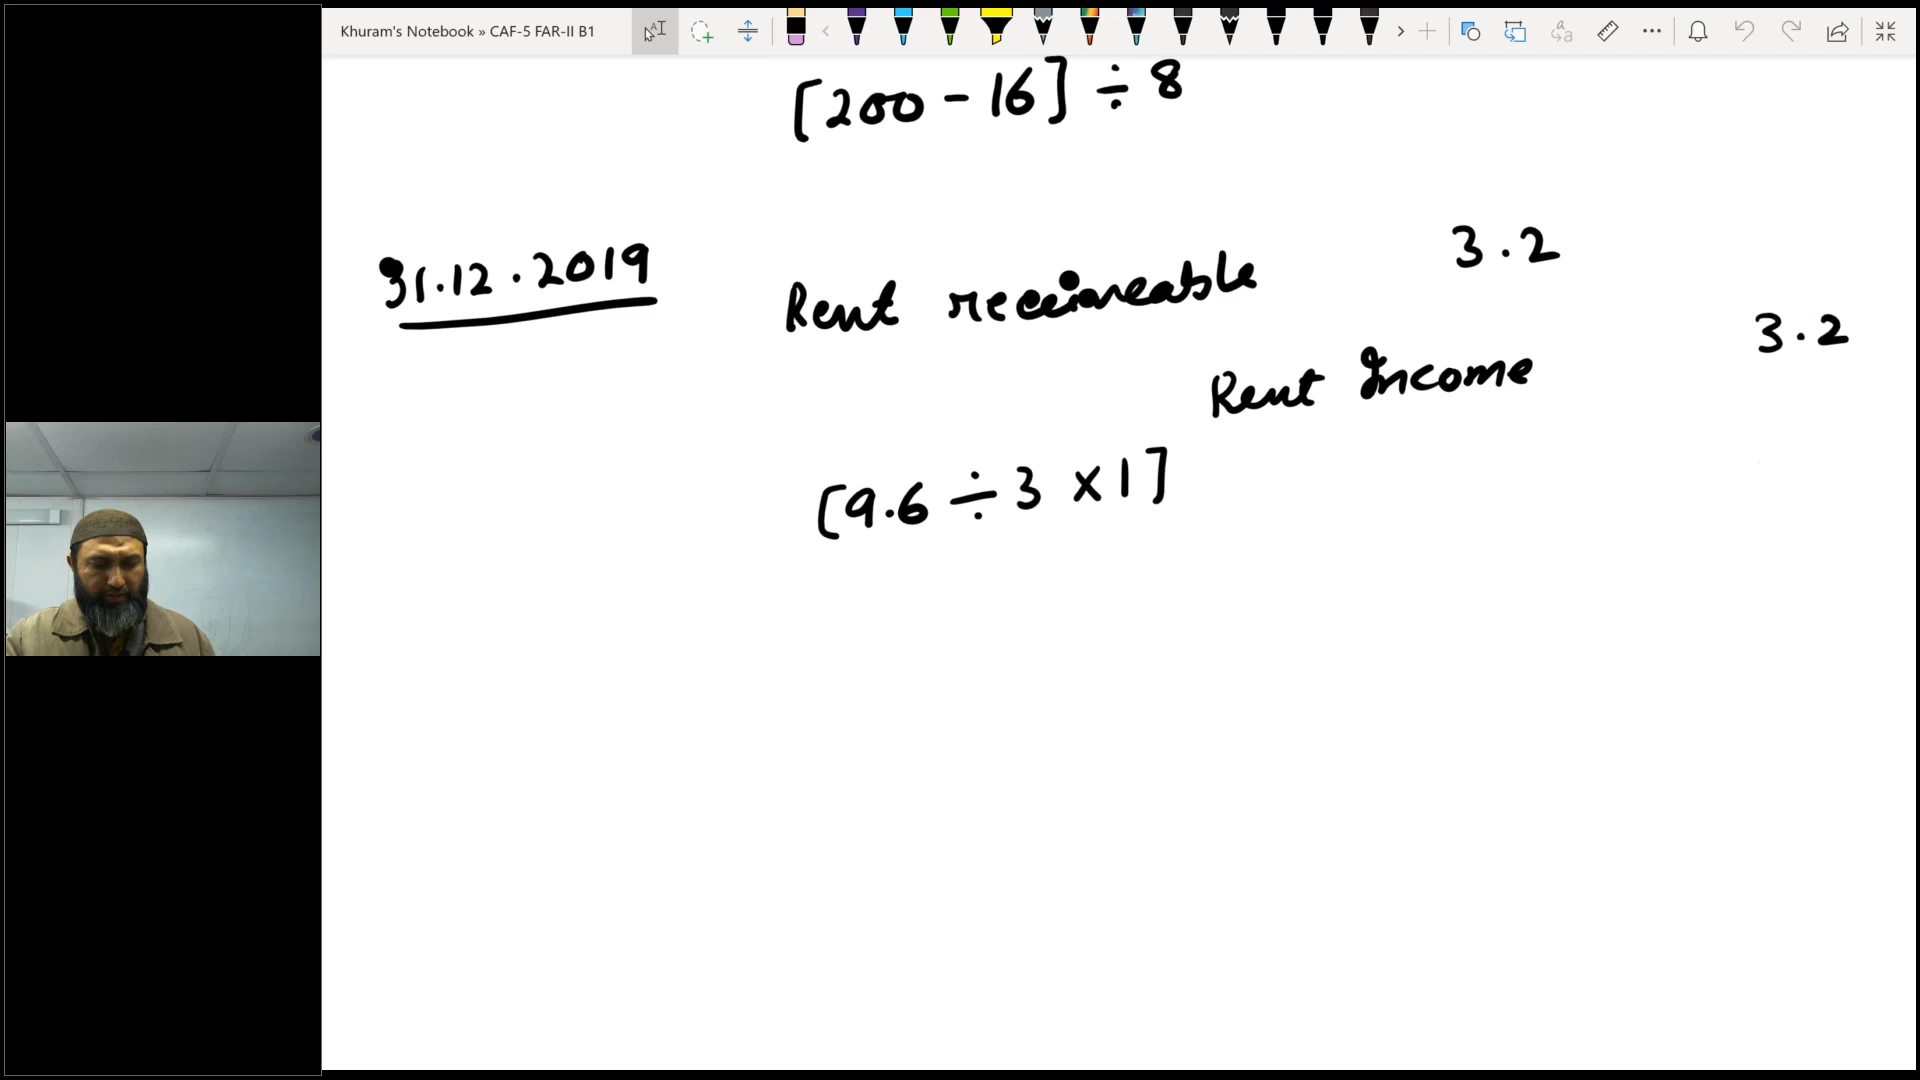 Khuram's Notebook » CAF-5 FAR-II B1
[200 - 16] ÷ 8
31.12.2019 Rent receiveable 3.2
Rent Income 3.2
[9.6 ÷ 3 × 1]